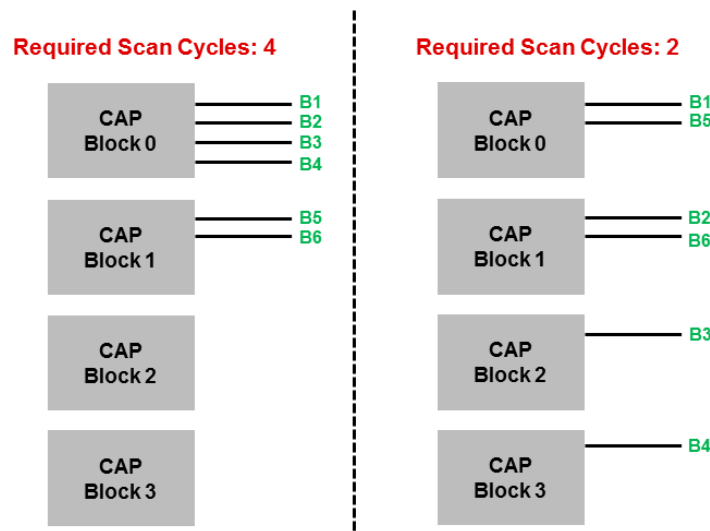 Required Scan Cycles: 4
CAP
Block 0
B1
B2
B3
B4
CAP
Block 1
B5
B6
CAP
Block 2
CAP
Block 3
Required Scan Cycles: 2
CAP
Block 0
B1
B5
CAP
Block 1
B2
B6
CAP
Block 2
B3
CAP
Block 3
B4